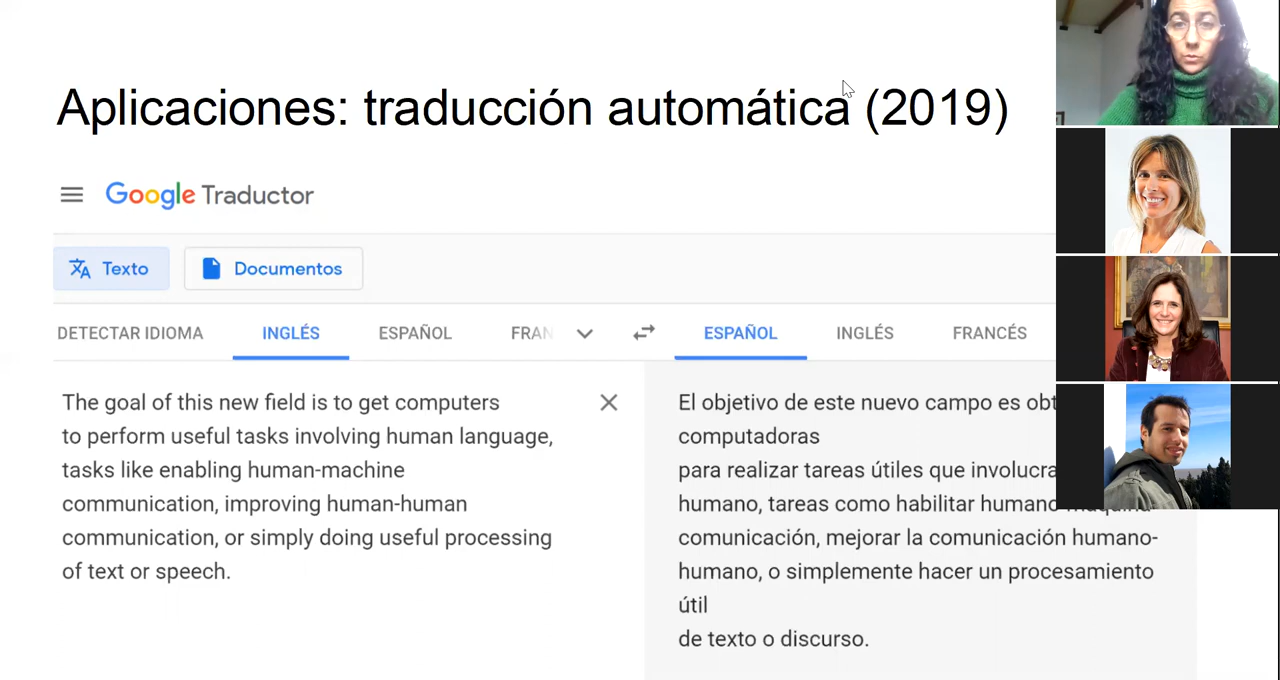 Aplicaciones: traducción automática (2019)
Google Traductor
Texto
Documentos
DETECTAR IDIOMA INGLÉS ESPAÑOL FRAN
ESPAÑOL INGLÉS FRANCÉS
The goal of this new field is to get computers
to perform useful tasks involving human language,
tasks like enabling human-machine
communication, improving human-human
communication, or simply doing useful processing
of text or speech.
El objetivo de este nuevo campo es obt
computadoras
para realizar tareas útiles que involucra
humano, tareas como habilitar humano
comunicación, mejorar la comunicación humano-
humano, o simplemente hacer un procesamiento
útil
de texto o discurso.